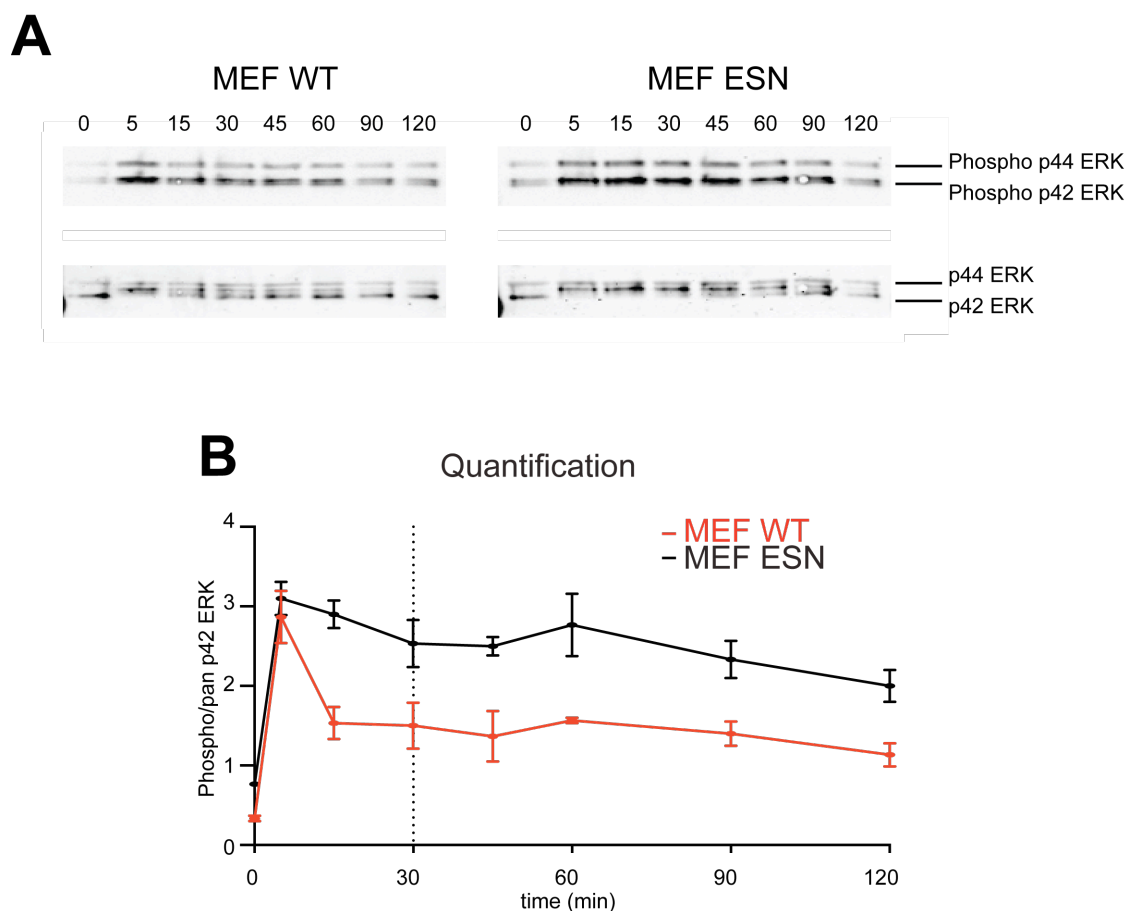 A
MEF WT
MEF ESN
0 5 15 30 45 60 90 120
0 5 15 30 45 60 90 120
Phospho p44 ERK
Phospho p42 ERK
p44 ERK
p42 ERK
B
Quantification
MEF WT
MEF ESN
Phospho/pan p42 ERK
4
3
2
1
0
0 30 60 90 120
time (min)